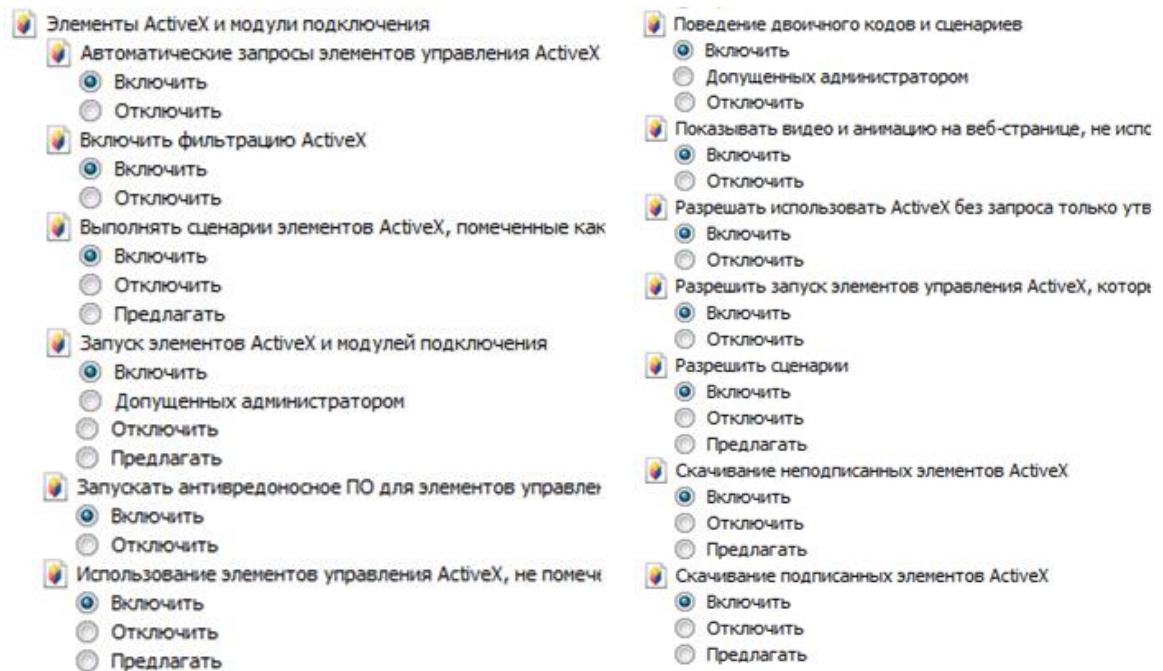 Элементы ActiveX и модули подключения
Автоматические запросы элементов управления ActiveX
Включить
Отключить
Включить фильтрацию ActiveX
Включить
Отключить
Выполнять сценарии элементов ActiveX, помеченные как
Включить
Отключить
Предлагать
Запуск элементов ActiveX и модулей подключения
Включить
Допущенных администратором
Отключить
Предлагать
Запускать антивредоносное ПО для элементов управлен
Включить
Отключить
Использование элементов управления ActiveX, не помече
Включить
Отключить
Предлагать
Поведение двоичного кодов и сценариев
Включить
Допущенных администратором
Отключить
Показывать видео и анимацию на веб-странице, не испо
Включить
Отключить
Разрешать использовать ActiveX без запроса только утв
Включить
Отключить
Разрешить запуск элементов управления ActiveX, которы
Включить
Отключить
Разрешить сценарии
Включить
Отключить
Предлагать
Скачивание неподписанных элементов ActiveX
Включить
Отключить
Предлагать
Скачивание подписанных элементов ActiveX
Включить
Отключить
Предлагать